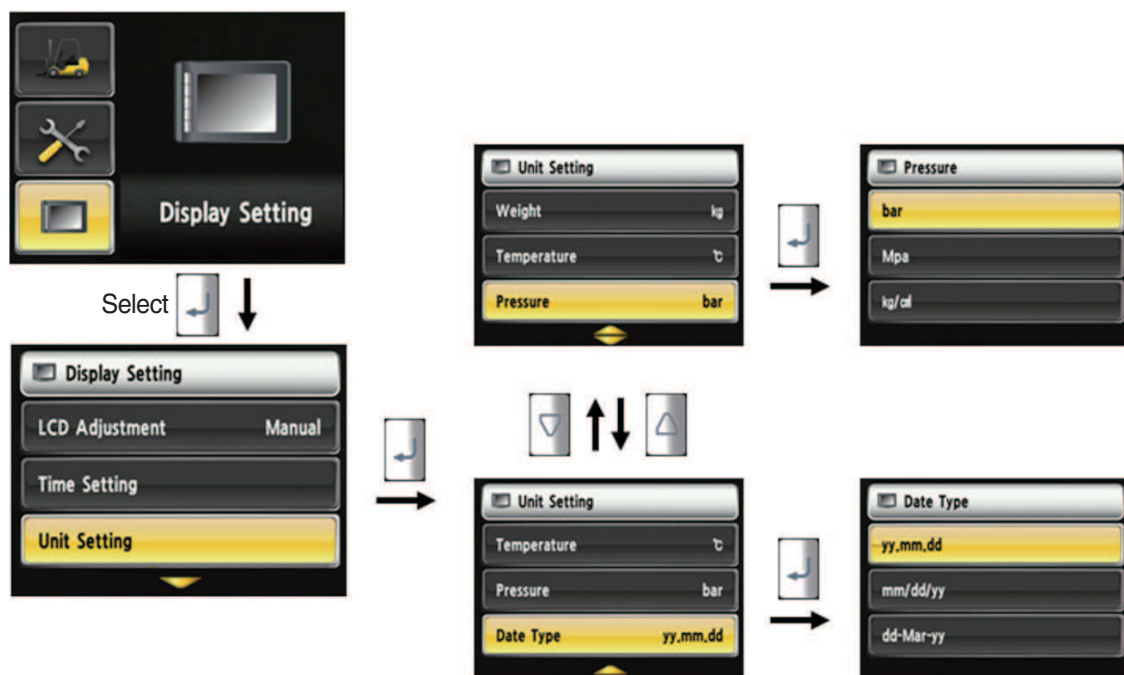 Display Setting
Select
Display Setting
LCD Adjustment Manual
Time Setting
Unit Setting
Unit Setting
Weight kg
Temperature ℃
Pressure bar
Pressure
bar
Mpa
kg/㎠
Unit Setting
Temperature ℃
Pressure bar
Date Type yy.mm.dd
Date Type
yy.mm.dd
mm/dd/yy
dd-Mar-yy